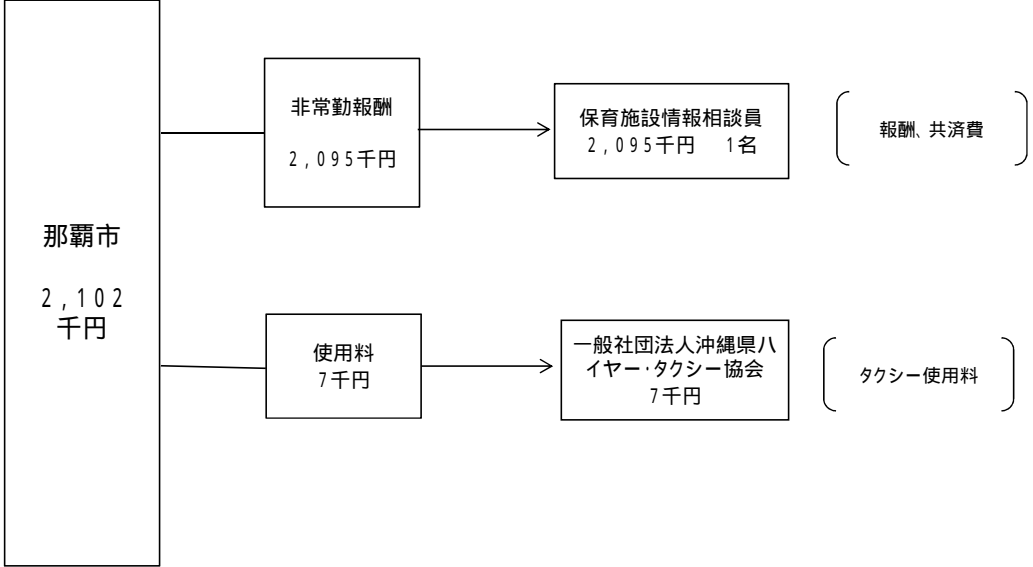 非常勤報酬
2,095千円
保育施設情報相談員
2,095千円 1名
報酬、共済費
那覇市
2,102
千円
使用料
7千円
一般社団法人沖縄県ハ
イヤー・タクシー協会
7千円
タクシー使用料